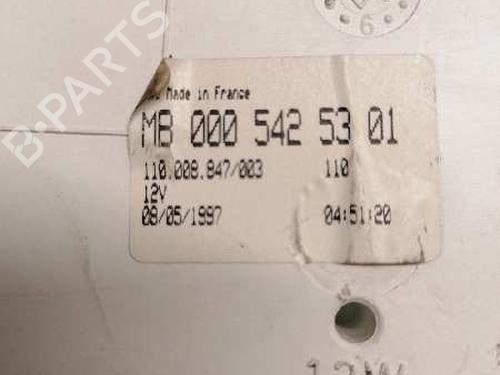 B-PARTS
9
Made in France
MB 000 542 53 01
110.008.847/003 110
12V
08/05/1997 04:51:20